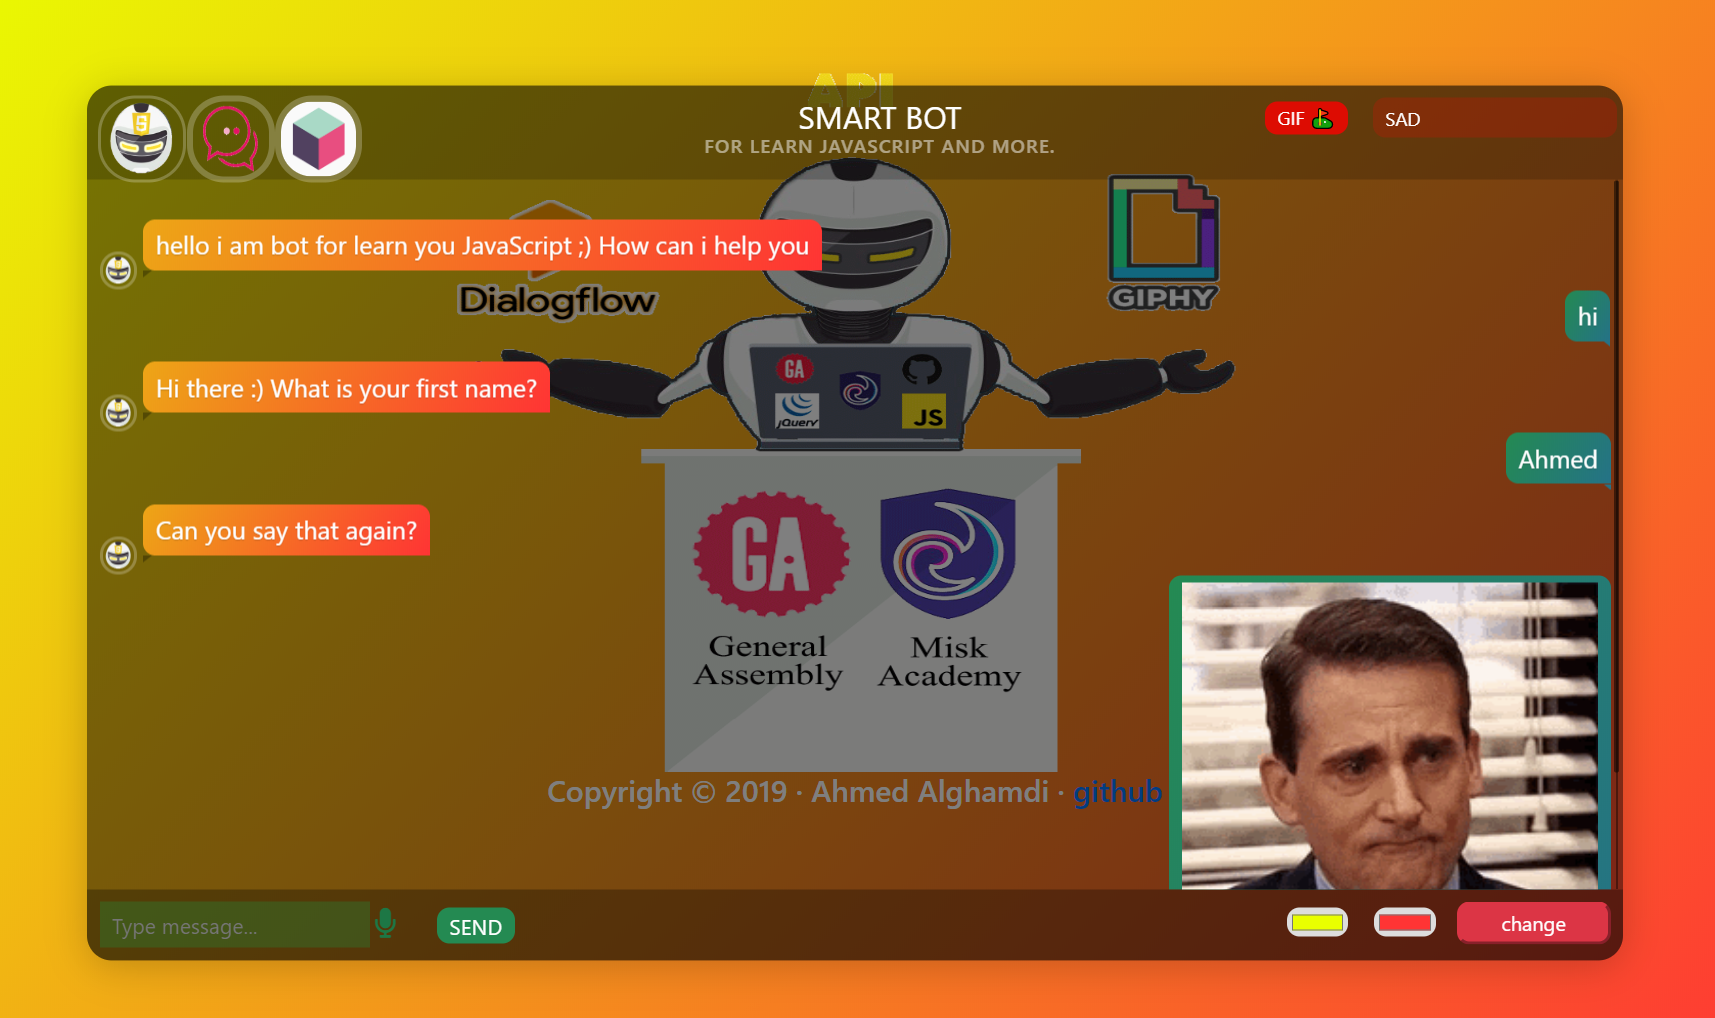 API
SMART BOT
FOR LEARN JAVASCRIPT AND MORE.
GIF
SAD
hello i am bot for learn you JavaScript ;) How can i help you
Dialogflow
GIPHY
hi
Hi there :) What is your first name?
GA
jQuery
JS
Ahmed
Can you say that again?
GA
General
Assembly
Misk
Academy
Copyright © 2019 · Ahmed Alghamdi · github
Type message...
SEND
change